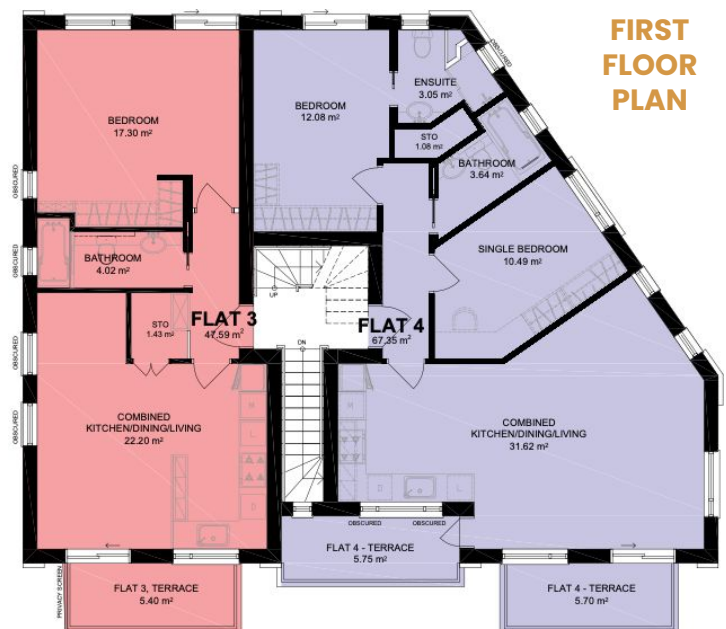 FIRST
FLOOR
PLAN
OBSCURED
ENSUITE
3.05 m²
BEDROOM
17.30 m²
BEDROOM
12.08 m²
STO
1.08 m²
BATHROOM
3.64 m²
OBSCURED
SINGLE BEDROOM
10.49 m²
OBSCURED
BATHROOM
4.02 m²
UP
STO
1.43 m²
FLAT 3
47.59 m²
FLAT 4
67.35 m²
DN
OBSCURED
COMBINED
KITCHEN/DINING/LIVING
22.20 m²
COMBINED
KITCHEN/DINING/LIVING
31.62 m²
OBSCURED
L
D
D
L
OBSCURED
OBSCURED
FLAT 4 - TERRACE
5.75 m²
PRIVACY SCREEN
FLAT 3, TERRACE
5.40 m²
FLAT 4 - TERRACE
5.70 m²